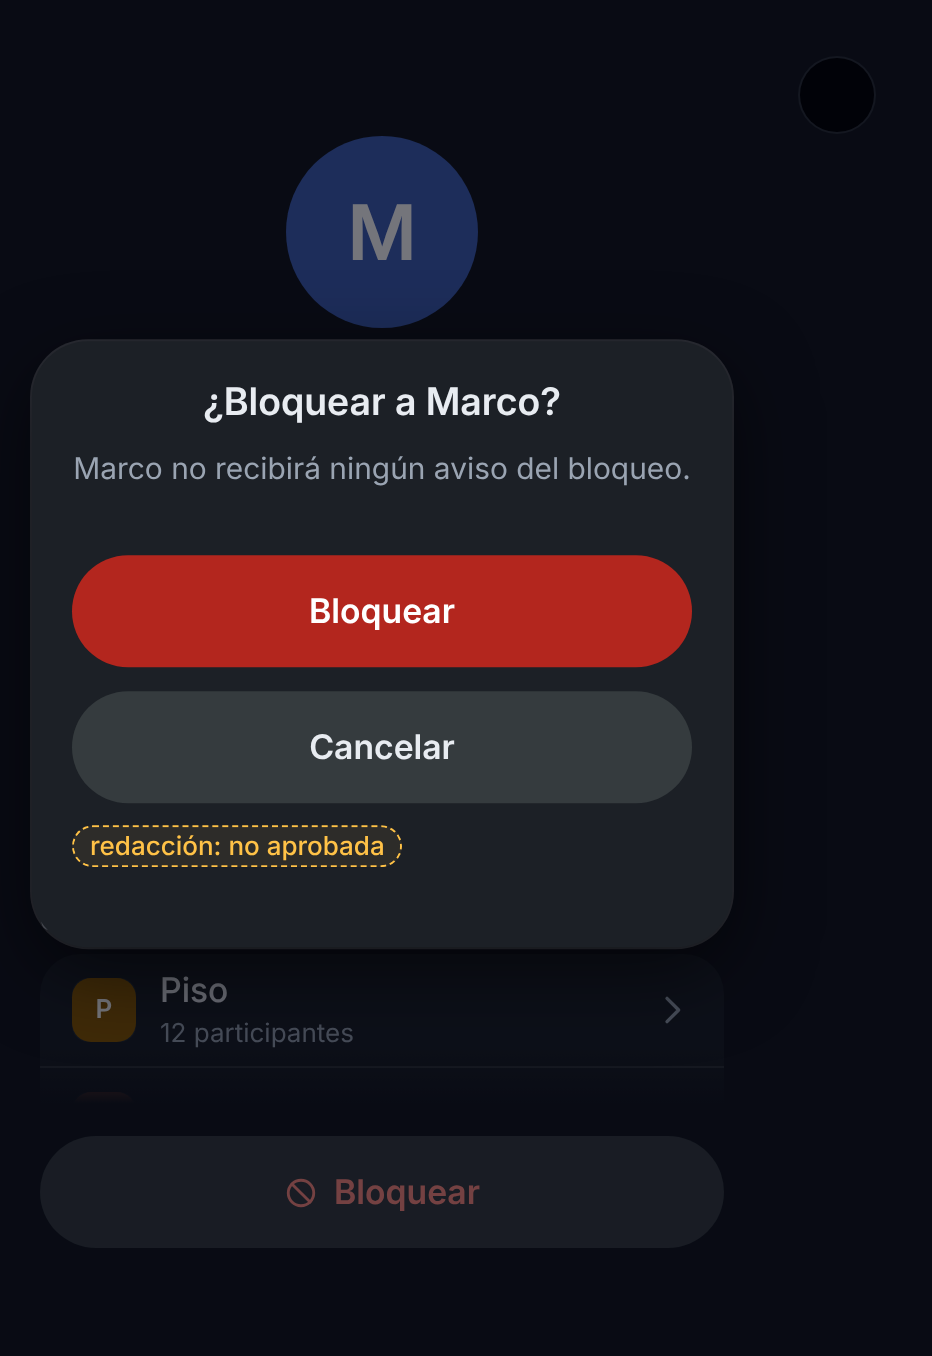 M
¿Bloquear a Marco?
Marco no recibirá ningún aviso del bloqueo.
Bloquear
Cancelar
redacción: no aprobada
P
Piso
12 participantes
Bloquear